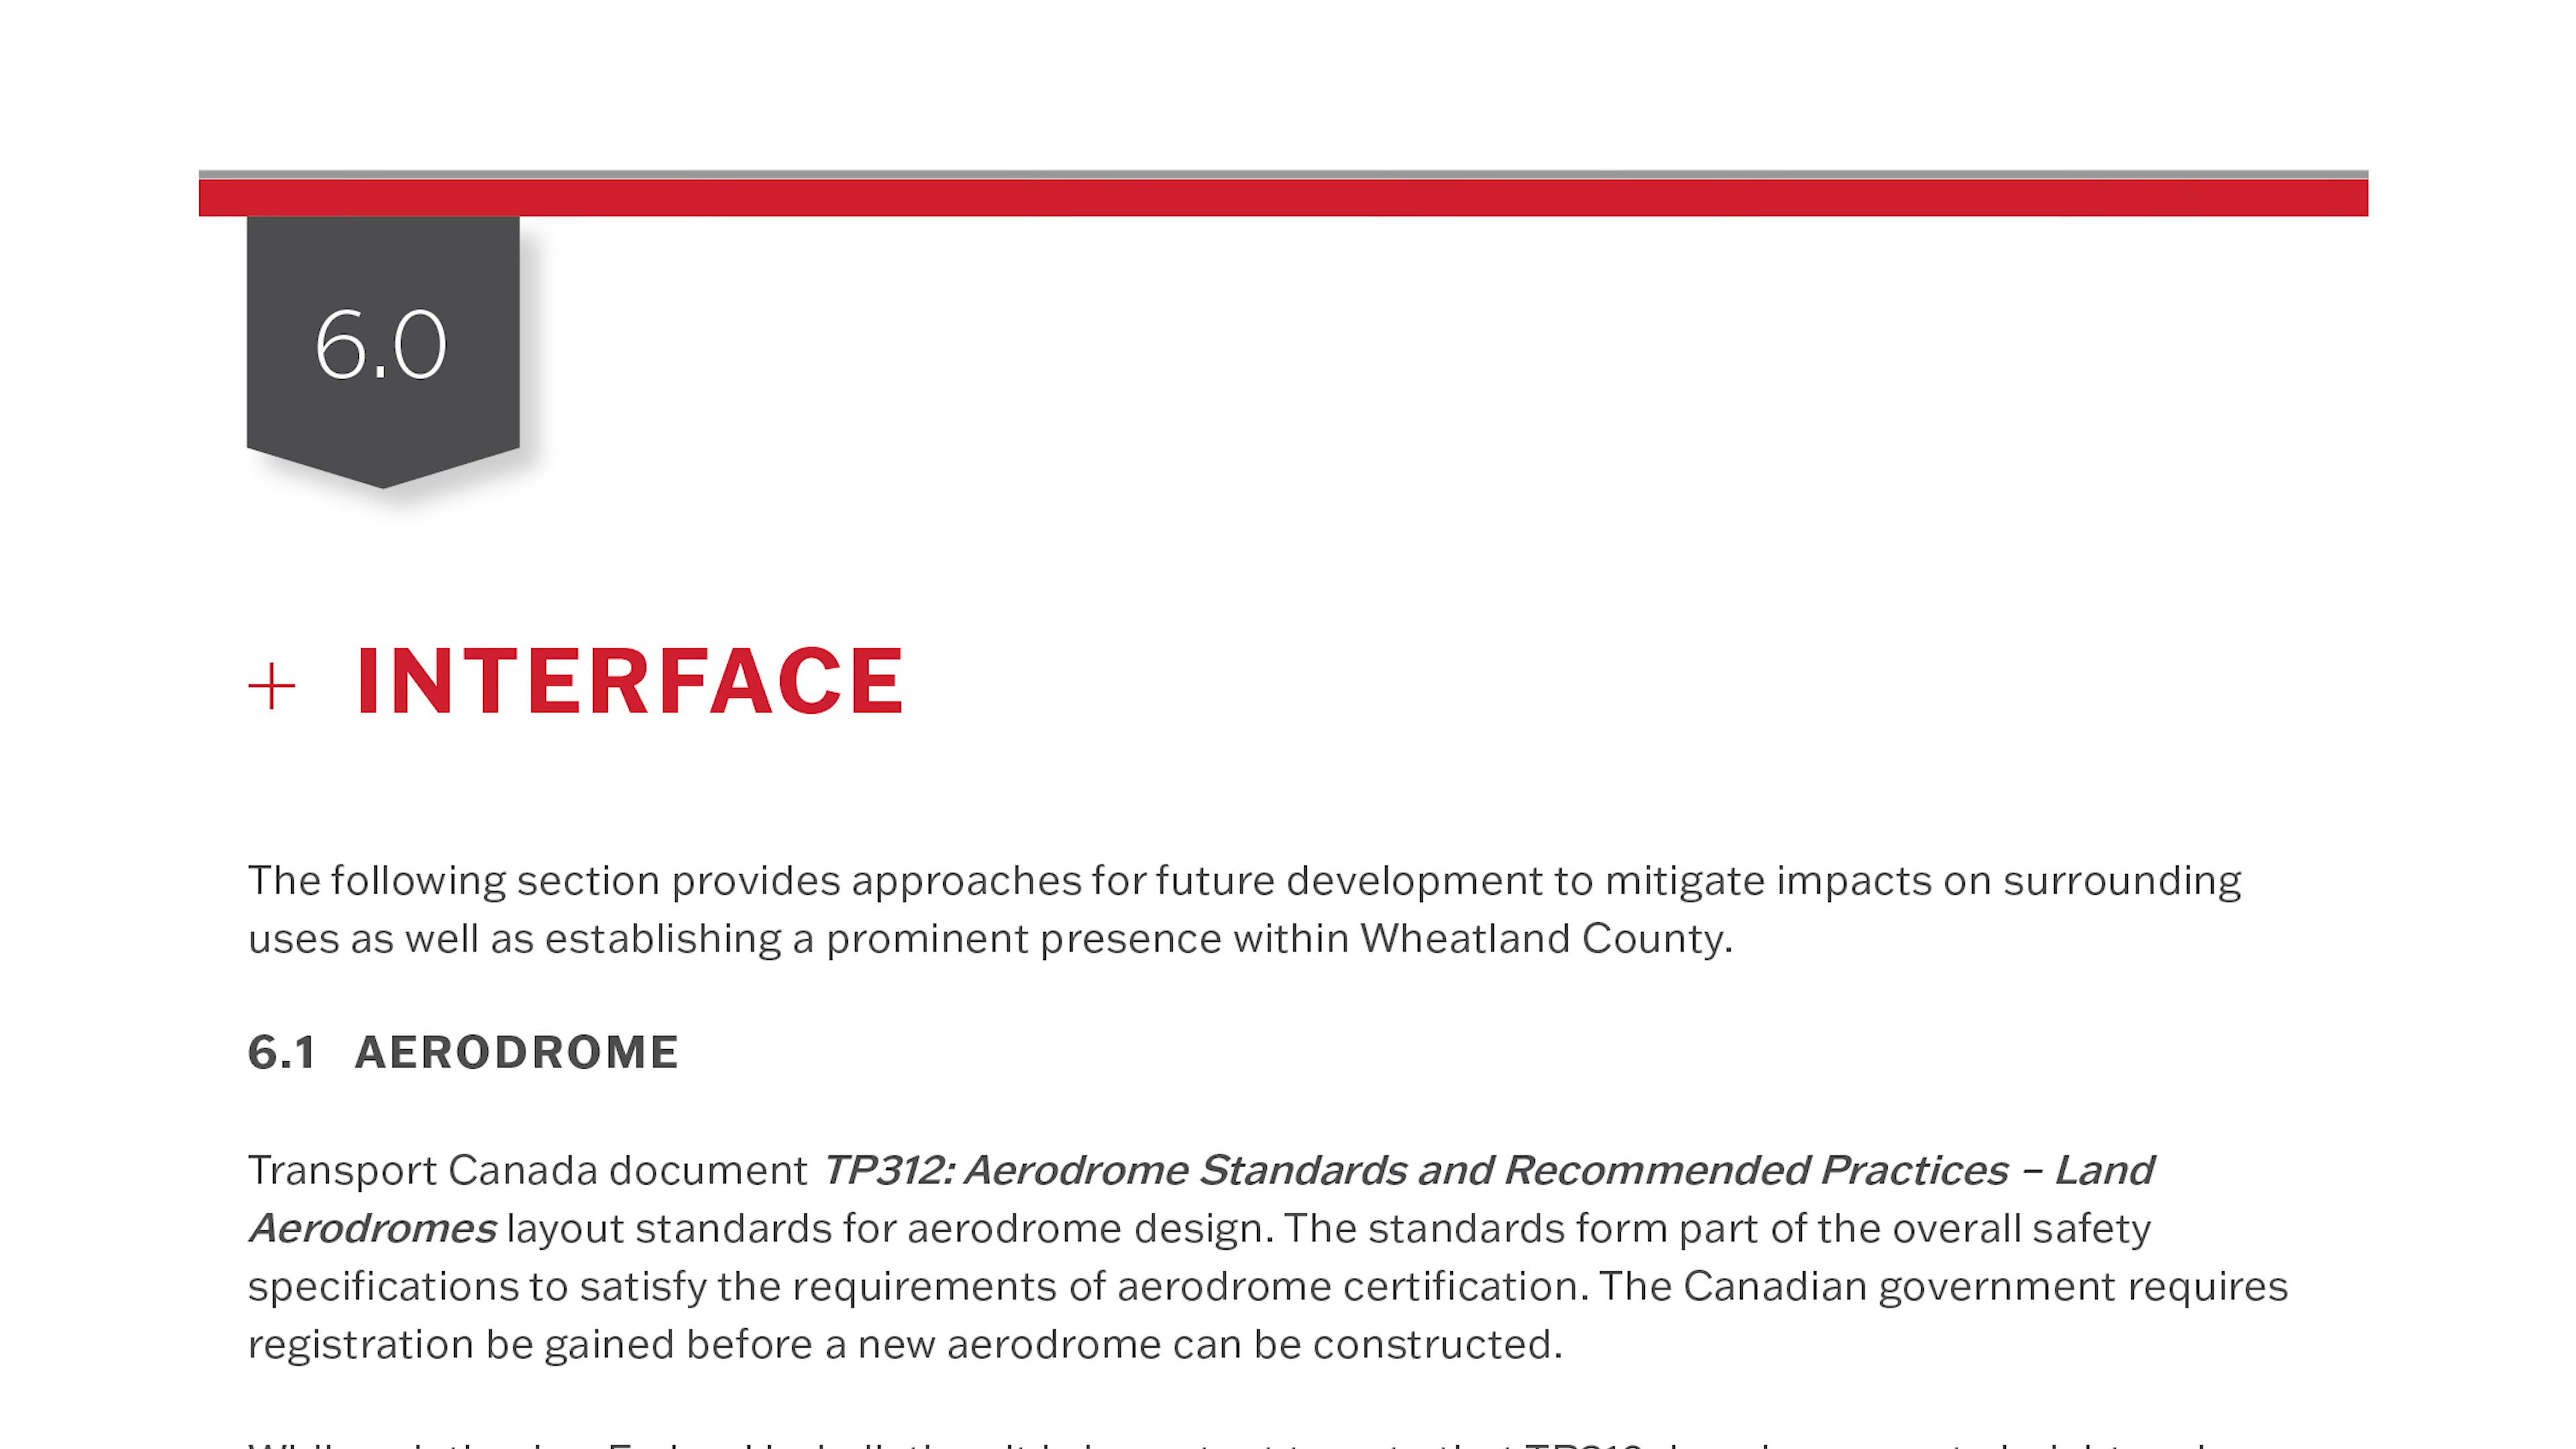 6.0
+ INTERFACE
The following section provides approaches for future development to mitigate impacts on surrounding
uses as well as establishing a prominent presence within Wheatland County.
6.1 AERODROME
Transport Canada document TP312: Aerodrome Standards and Recommended Practices – Land
Aerodromes layout standards for aerodrome design. The standards form part of the overall safety
specifications to satisfy the requirements of aerodrome certification. The Canadian government requires
registration be gained before a new aerodrome can be constructed.